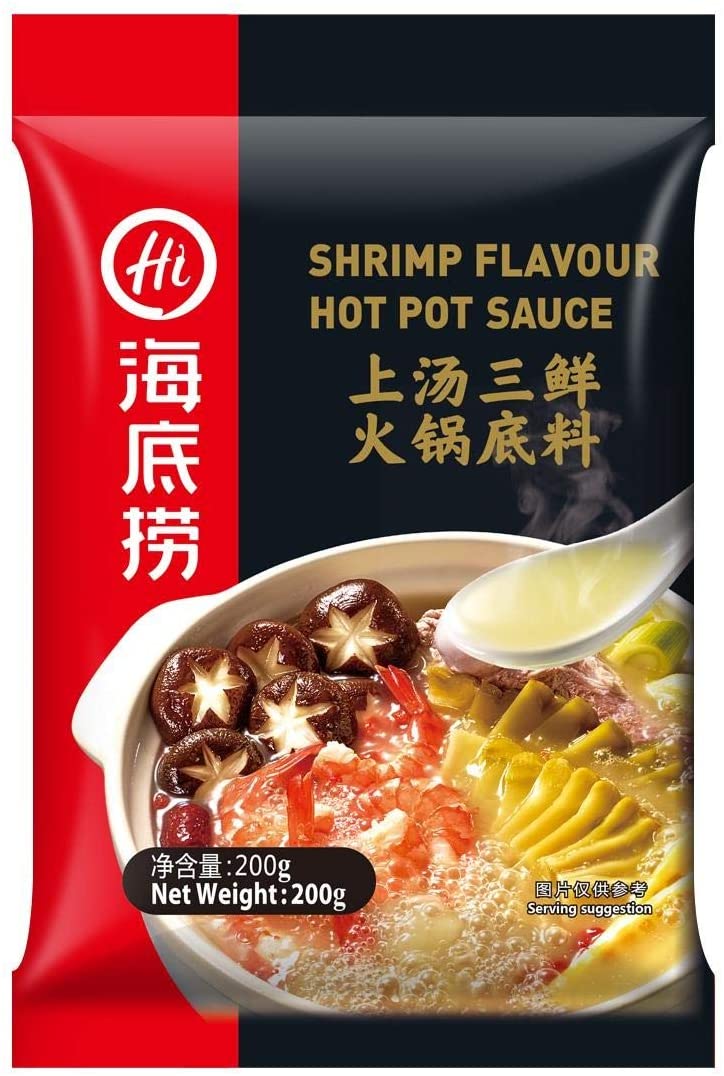 Hi
海底捞
SHRIMP FLAVOUR
HOT POT SAUCE
上汤三鲜
火锅底料
净含量:200g
Net Weight:200g
图片仅供参考
Serving suggestion